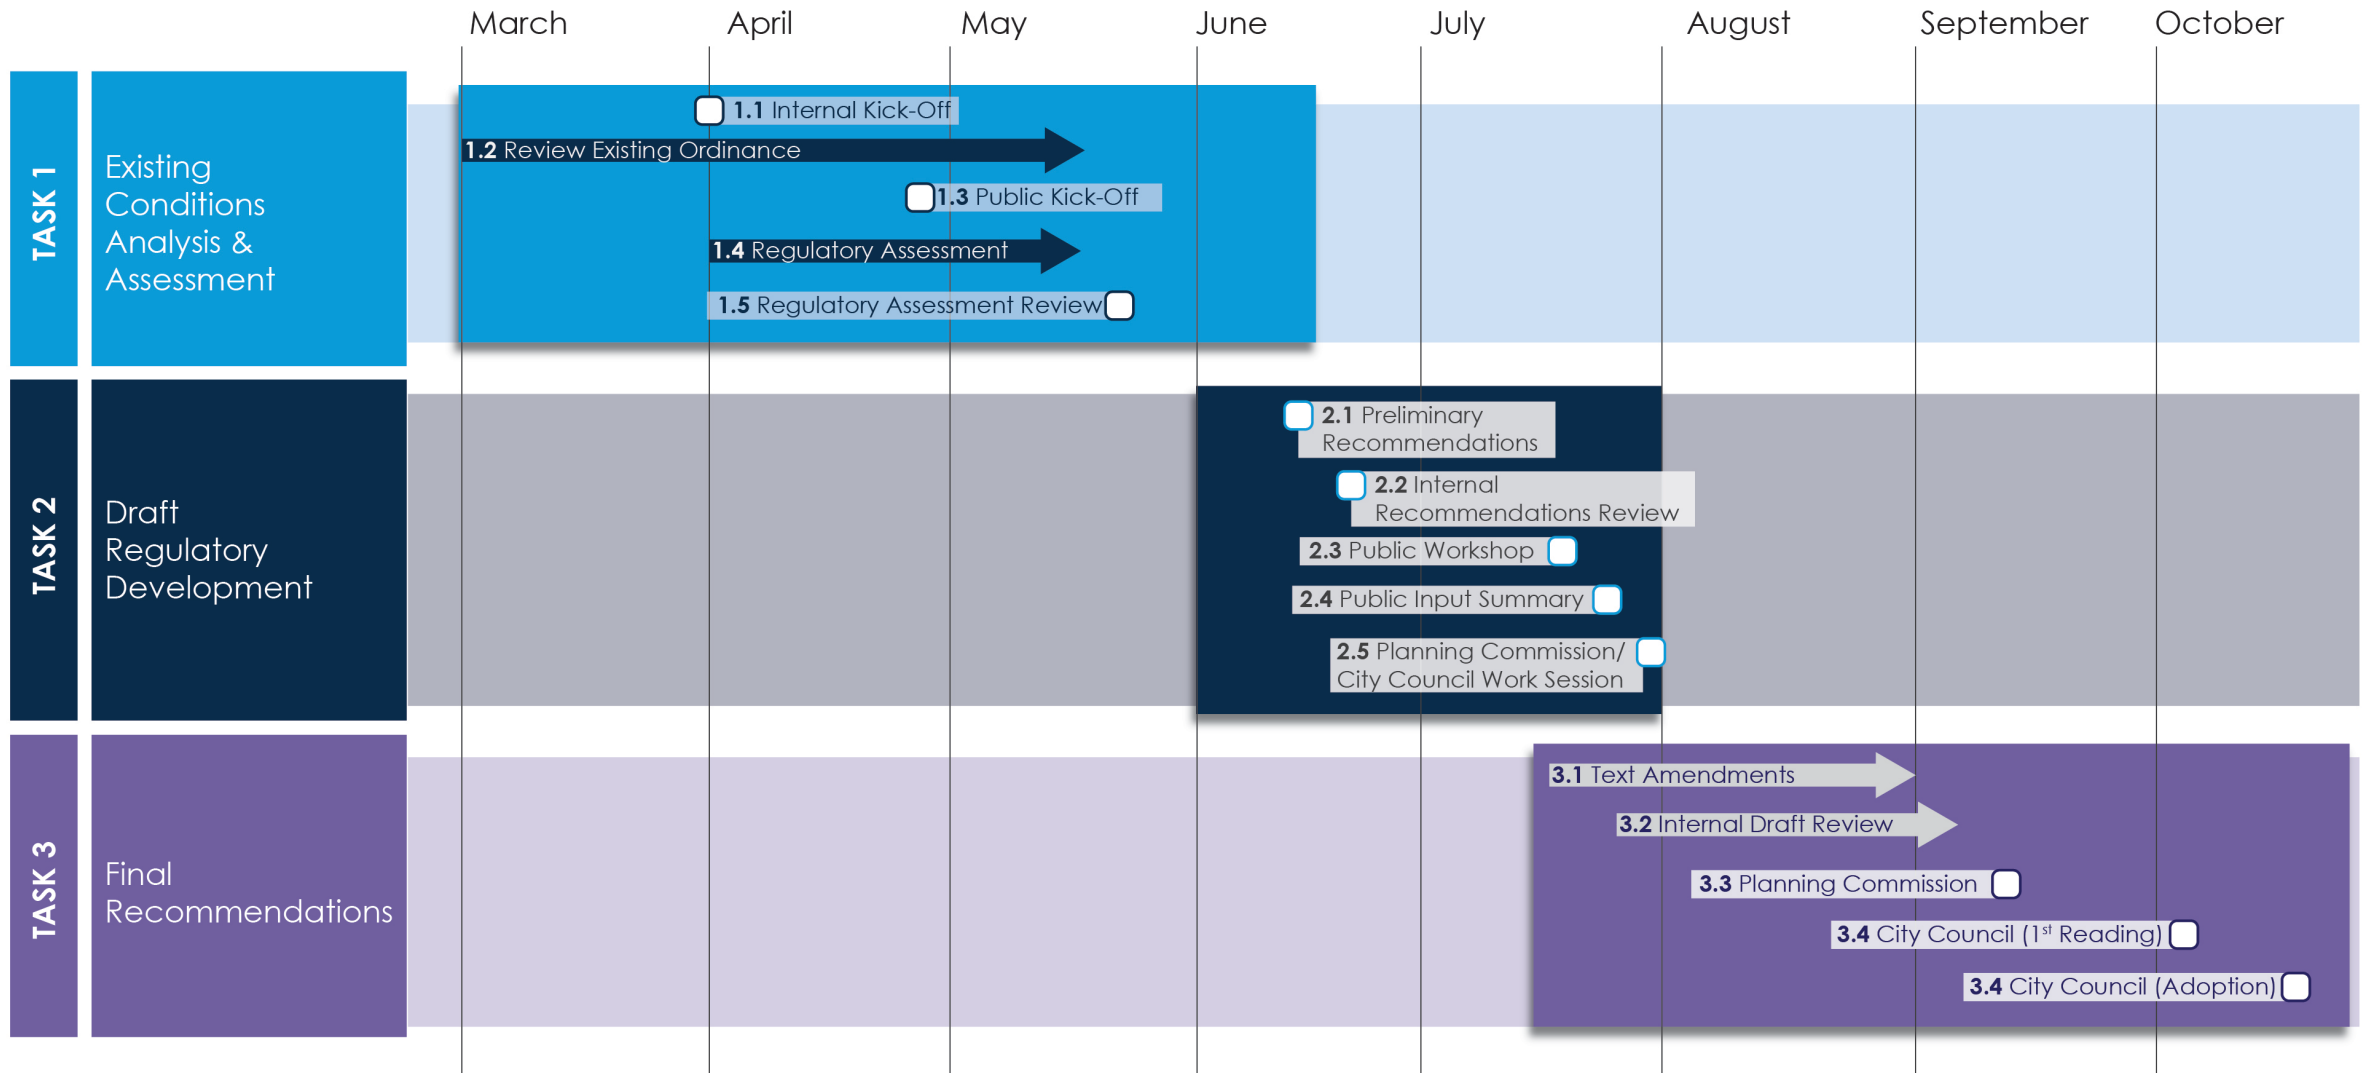 March April May June July August September October
TASK 1
Existing
Conditions
Analysis &
Assessment
1.1 Internal Kick-Off
1.2 Review Existing Ordinance
1.3 Public Kick-Off
1.4 Regulatory Assessment
1.5 Regulatory Assessment Review
TASK 2
Draft
Regulatory
Development
2.1 Preliminary
Recommendations
2.2 Internal
Recommendations Review
2.3 Public Workshop
2.4 Public Input Summary
2.5 Planning Commission/
City Council Work Session
TASK 3
Final
Recommendations
3.1 Text Amendments
3.2 Internal Draft Review
3.3 Planning Commission
3.4 City Council (1st Reading)
3.4 City Council (Adoption)